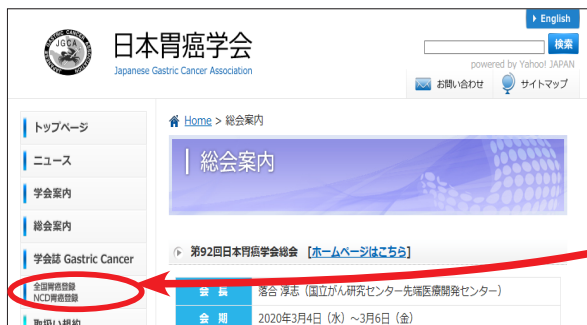 English
JGCA
日本胃癌学会
Japanese Gastric Cancer Association
検索
powered by Yahoo! JAPAN
お問い合わせ
サイトマップ
トップページ
ニュース
学会案内
総会案内
学会誌 Gastric Cancer
全国胃癌登録
NCD胃癌登録
取扱い規約
Home > 総会案内
総会案内
第92回日本胃癌学会総会 [ホームページはこちら]
会 長 落合 淳志(国立がん研究センター先端医療開発センター)
会 期 2020年3月4日(水)~3月6日(金)